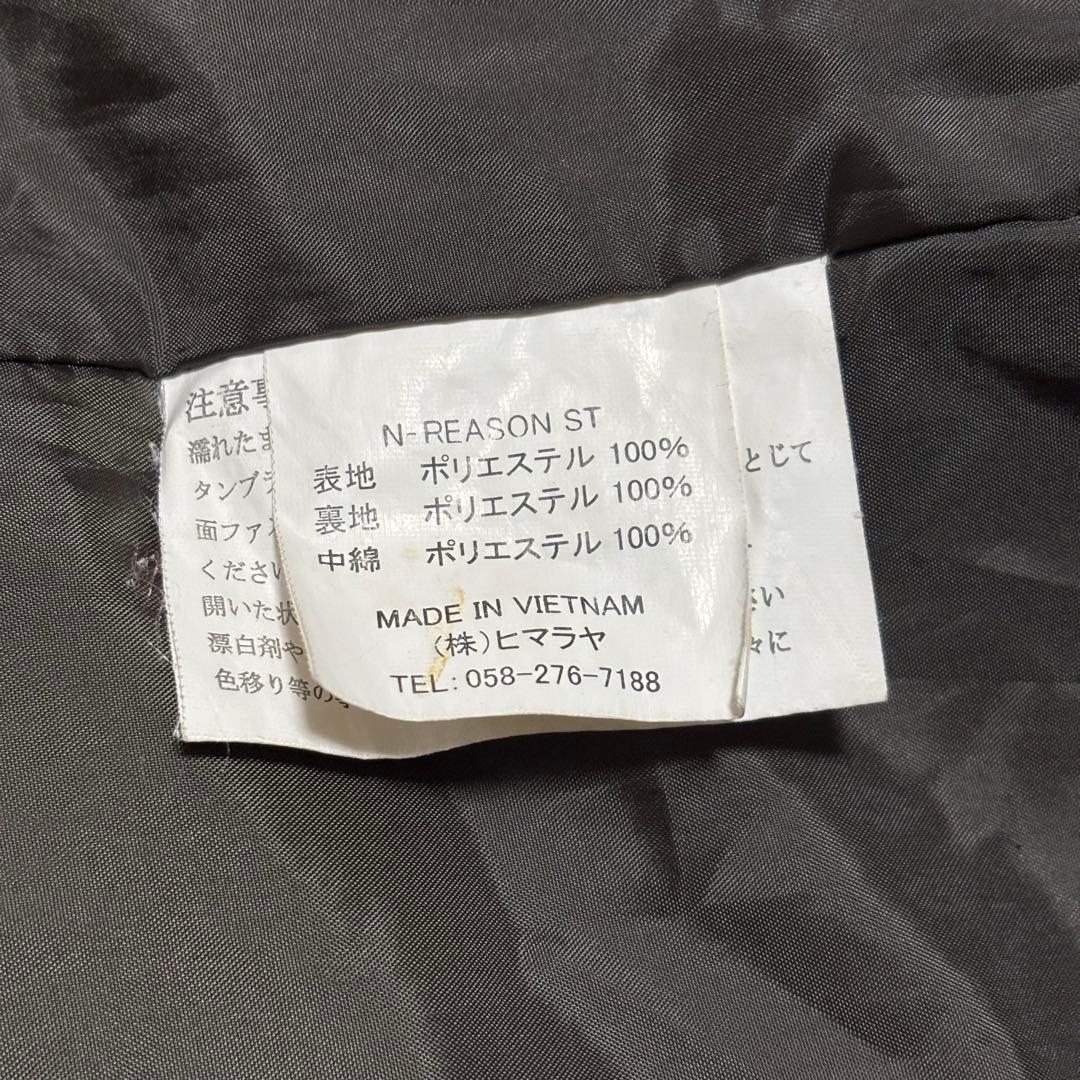 N-REASON ST
表地 ポリエステル 100%
裏地 ポリエステル 100%
中綿 ポリエステル 100%
MADE IN VIETNAM
(株)ヒマラヤ
TEL: 058-276-7188
注意事
濡れたま
タンブラ
とじて
面ファス
ください
開いた状
さい
漂白剤や
々に
色移り等の